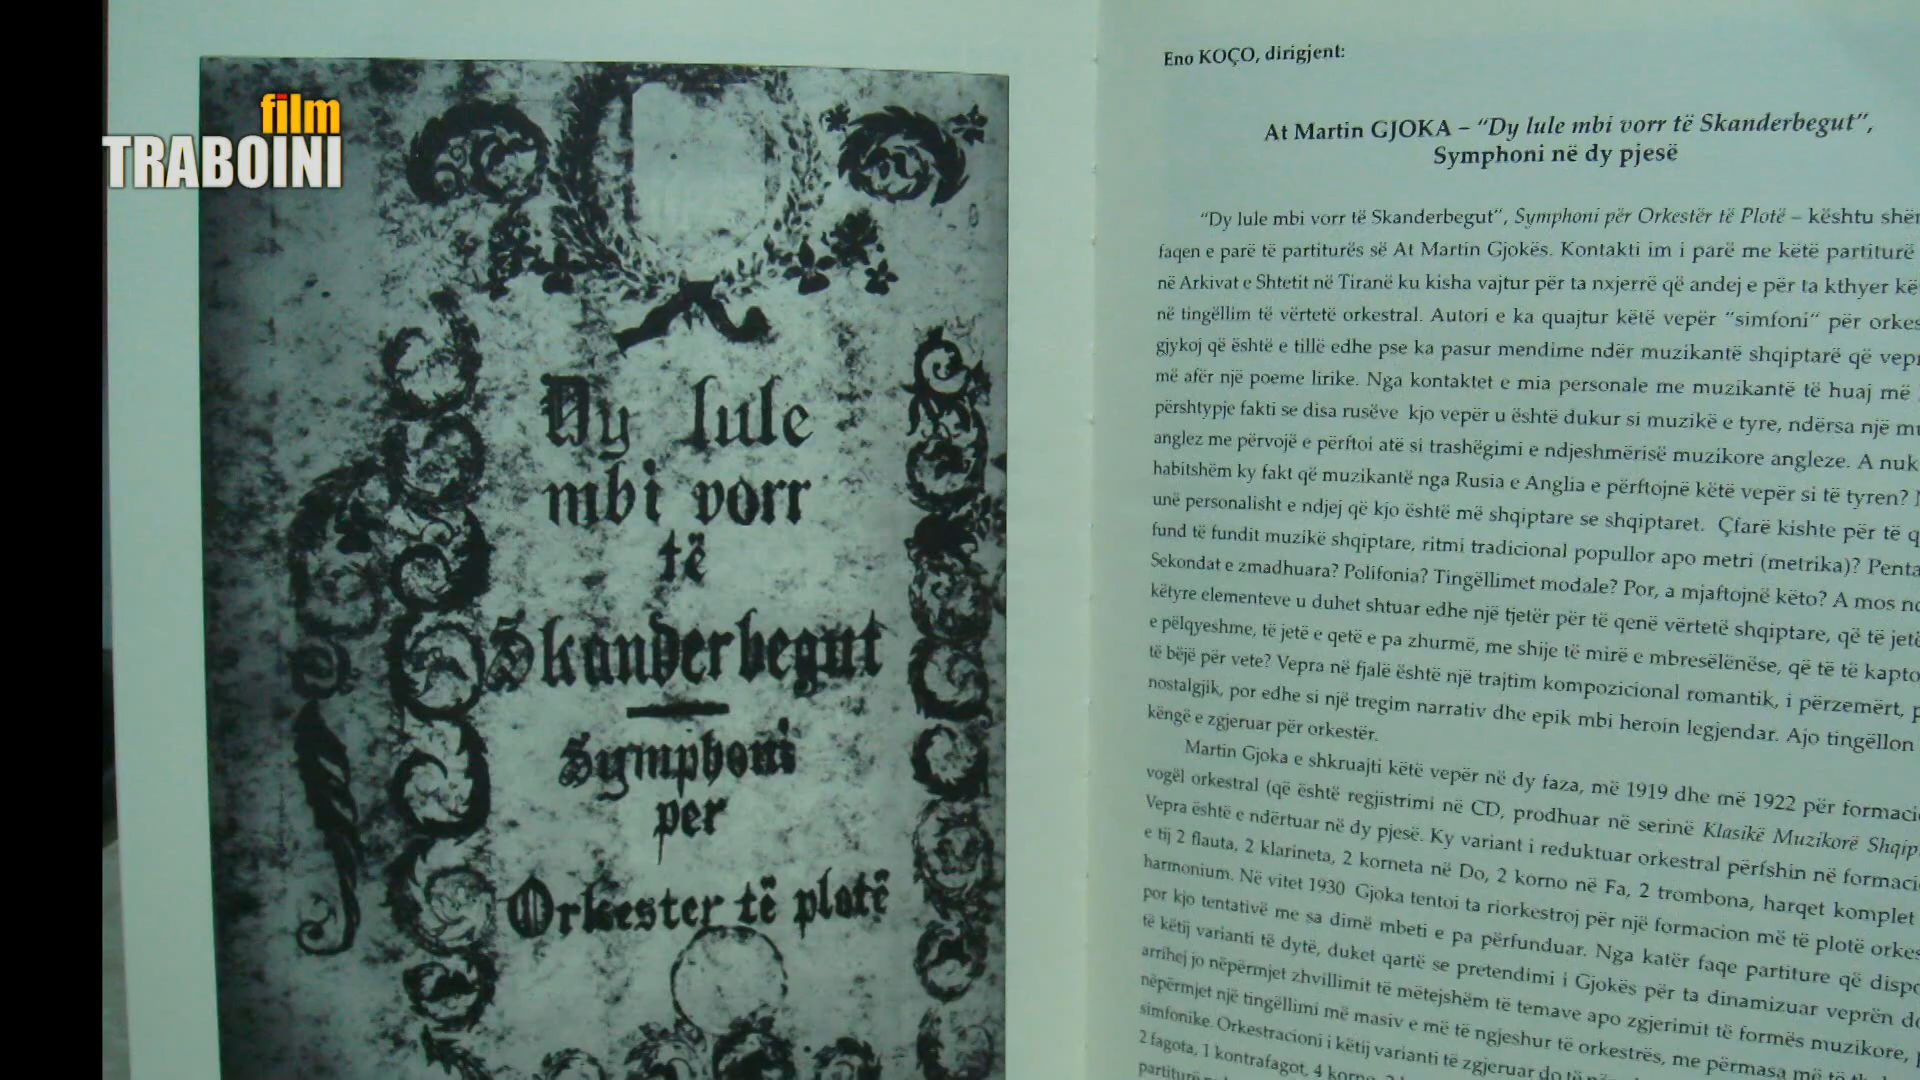 film
TRABOINI
Dy lule
mbi vorr
të
Skanderbegut
Symphoni
per
Orkester të plotë
Eno KOÇO, dirigjent:
At Martin GJOKA – “Dy lule mbi vorr të Skanderbegut”,
Symphoni në dy pjesë
“Dy lule mbi vorr të Skanderbegut”, Symphoni për Orkestër të Plotë – kështu
faqen e parë të partiturës së At Martin Gjokës. Kontakti im i parë me këtë partiturë
në Arkivat e Shtetit në Tiranë ku kisha vajtur për ta nxjerrë që andej e për ta kthyer
në tingëllim të vërtetë orkestral. Autori e ka quajtur këtë vepër “simfoni” për
gjykoj që është e tillë edhe pse ka pasur mendime ndër muzikantë shqiptarë që
më afër një poeme lirike. Nga kontaktet e mia personale me muzikantë të huaj më
përshtypje fakti se disa rusëve kjo vepër u është dukur si muzikë e tyre, ndërsa një
anglez me përvojë e përftoi atë si trashëgimi e ndjeshmërisë muzikore angleze. A nuk
habitshëm ky fakt që muzikantë nga Rusia e Anglia e përftojnë këtë vepër si të tyren?
unë personalisht e ndjej që kjo është më shqiptare se shqiptaret. Çfarë kishte për të
fund të fundit muzikë shqiptare, ritmi tradicional popullor apo metri (metrika)?
Sekondat e zmadhuara? Polifonia? Tingëllimet modale? Por, a mjaftojnë këto? A mos
këtyre elementeve u duhet shtuar edhe një tjetër për të qenë vërtetë shqiptare, që të
e pëlqyeshme, të jetë e qetë e pa zhurmë, me shije të mirë e mbresëlënëse, që të të
të bëjë për vete? Vepra në fjalë është një trajtim kompozicional romantik, i përzemërt,
nostalgjik, por edhe si një tregim narrativ dhe epik mbi heroin legjendar. Ajo tingëllon
këngë e zgjeruar për orkestër.
Martin Gjoka e shkruajti këtë vepër në dy faza, më 1919 dhe më 1922 për
vogël orkestral (që është regjistrimi në CD, prodhuar në serinë Klasikë Muzikorë
Vepra është e ndërtuar në dy pjesë. Ky variant i reduktuar orkestral përfshin në
e tij 2 flauta, 2 klarineta, 2 korneta në Do, 2 korno në Fa, 2 trombona, harqet komplet
harmonium. Në vitet 1930 Gjoka tentoi ta riorkestroj për një formacion më të plotë
por kjo tentativë me sa dimë mbeti e pa përfunduar. Nga katër faqe partiture që
të këtij varianti të dytë, duket qartë se pretendimi i Gjokës për ta dinamizuar veprën
arrihej jo nëpërmjet zhvillimit të mëtejshëm të temave apo zgjerimit të formës muzikore,
nëpërmjet një tingëllimi më masiv e më të ngjeshur të orkestrës, me përmasa më të
simfonike. Orkestracioni i këtij varianti të zgjeruar do të
2 fagota, 1 kontrafagot, 4 korno,